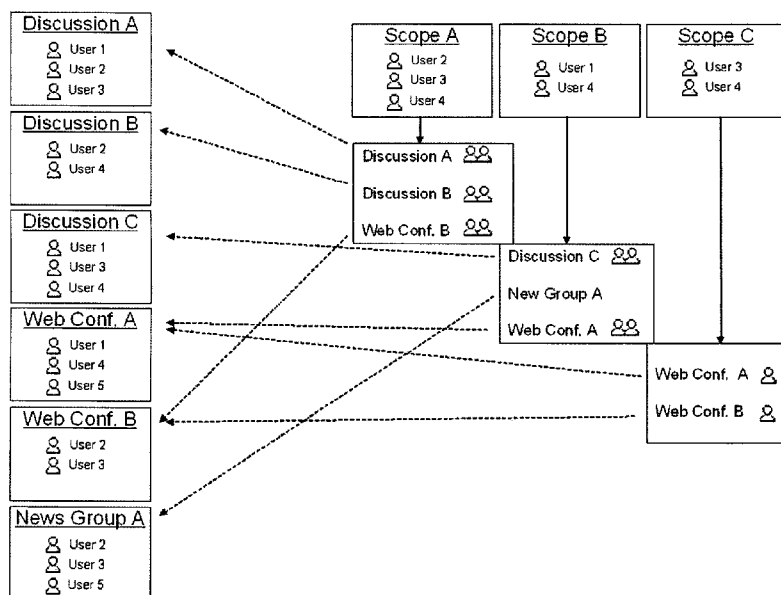 Discussion A
User 1
User 2
User 3
Discussion B
User 2
User 4
Discussion C
User 1
User 3
User 4
Web Conf. A
User 1
User 4
User 5
Web Conf. B
User 2
User 3
News Group A
User 2
User 3
User 5
Scope A
User 2
User 3
User 4
Scope B
User 1
User 4
Scope C
User 3
User 4
Discussion A
Discussion B
Web Conf. B
Discussion C
New Group A
Web Conf. A
Web Conf. A
Web Conf. B